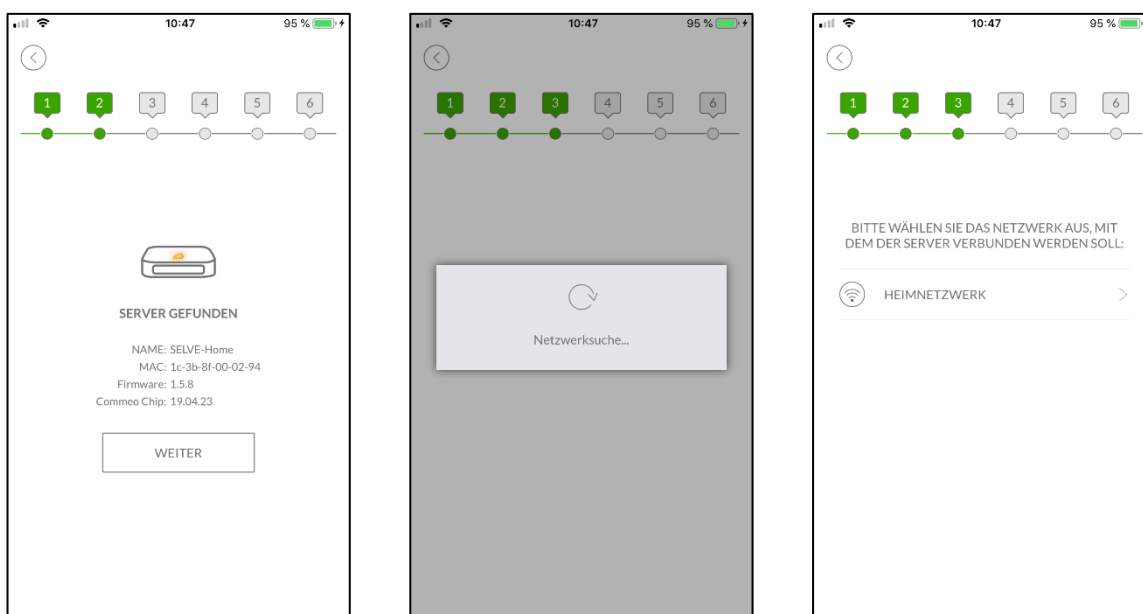 10:47
95 %
1 2 3 4 5 6
SERVER GEFUNDEN
NAME: SELVE-Home
MAC: 1c-3b-8f-00-02-94
Firmware: 1.5.8
Commeo Chip: 19.04.23
WEITER
10:47
95 %
1 2 3 4 5 6
Netzwerksuche...
10:47
95 %
1 2 3 4 5 6
BITTE WÄHLEN SIE DAS NETZWERK AUS, MIT
DEM DER SERVER VERBUNDEN WERDEN SOLL:
HEIMNETZWERK